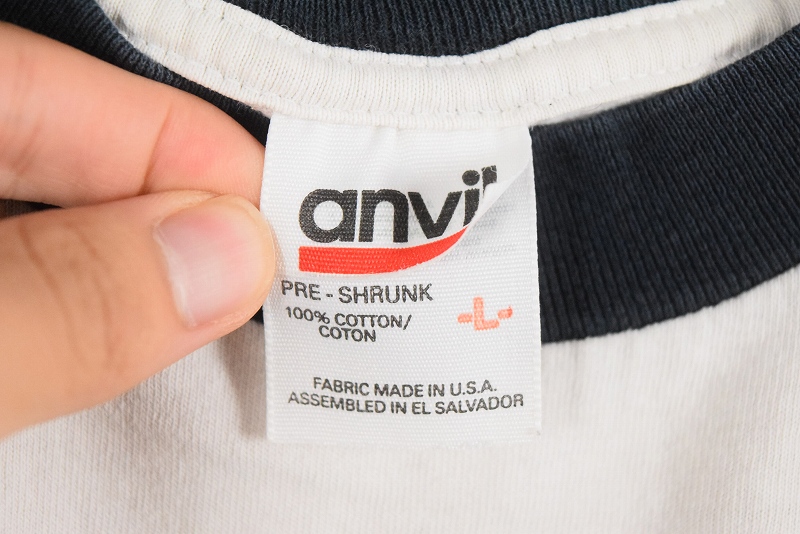 anvil
PRE - SHRUNK
100% COTTON/
COTON
-L-
FABRIC MADE IN U.S.A.
ASSEMBLED IN EL SALVADOR